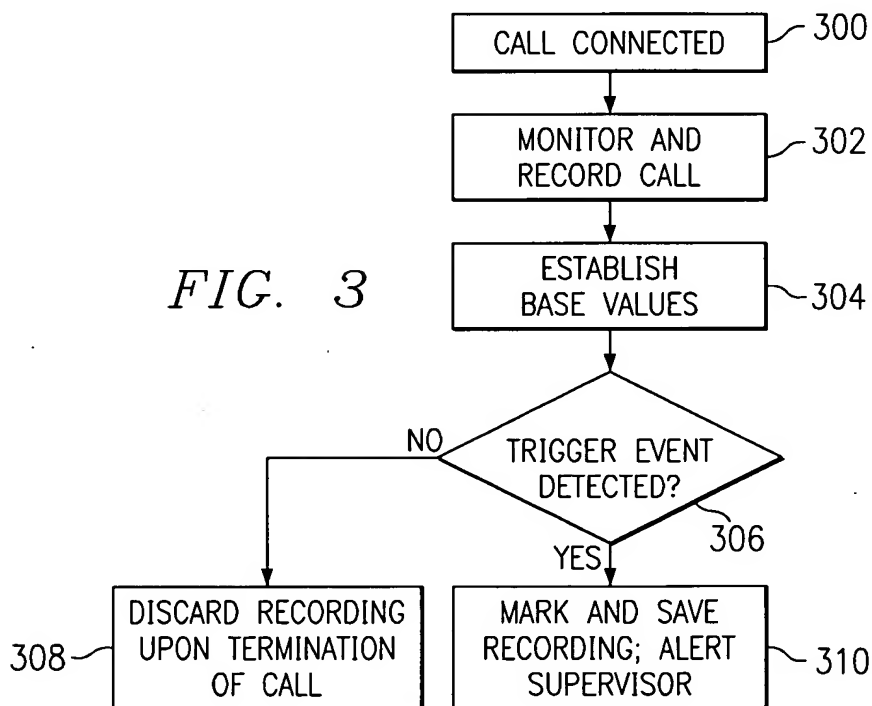 CALL CONNECTED
300
MONITOR AND
RECORD CALL
302
ESTABLISH
BASE VALUES
304
FIG. 3
TRIGGER EVENT
DETECTED?
306
NO
YES
DISCARD RECORDING
UPON TERMINATION
OF CALL
308
MARK AND SAVE
RECORDING; ALERT
SUPERVISOR
310